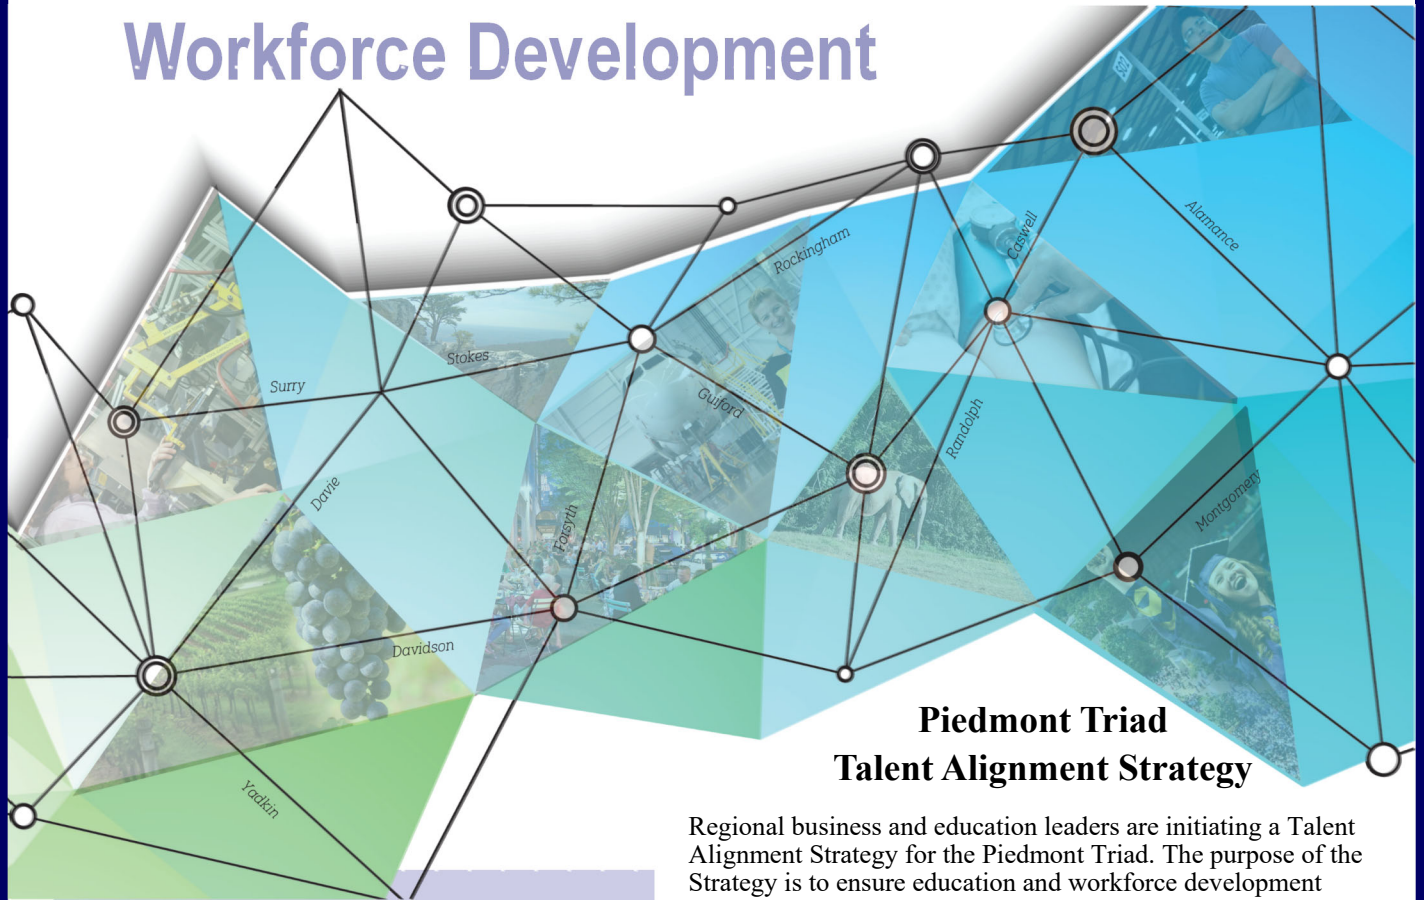 Workforce Development
Alamance
Caswell
Rockingham
Stokes
Surry
Guiford
Randolph
Davie
Montgomery
Forsyth
Davidson
Yadkin
Piedmont Triad
Talent Alignment Strategy
Regional business and education leaders are initiating a Talent
Alignment Strategy for the Piedmont Triad. The purpose of the
Strategy is to ensure education and workforce development